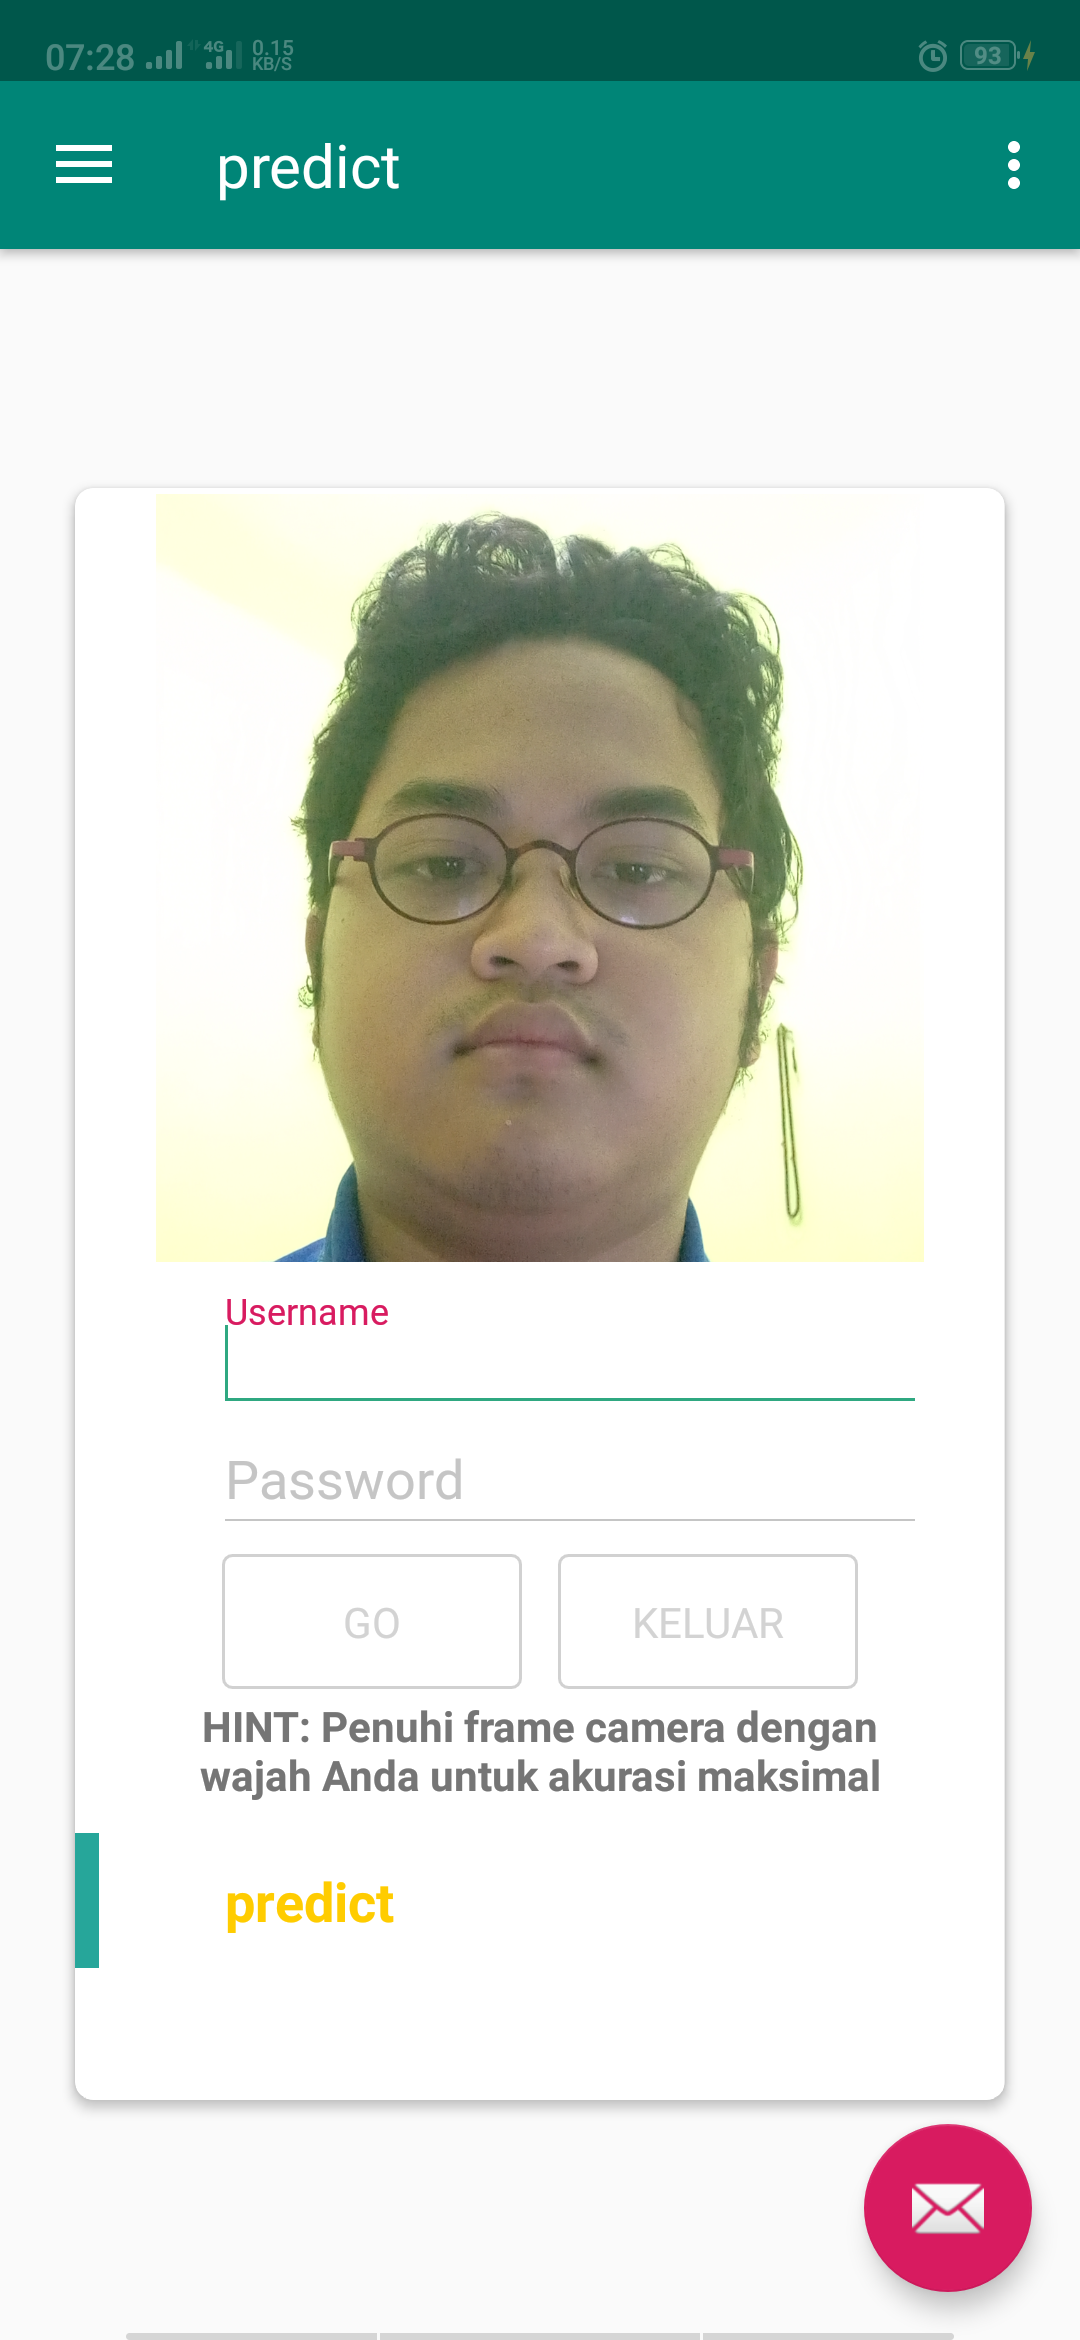 07:28 4G 0.15 KB/S 93
predict
Username
Password
GO KELUAR
HINT: Penuhi frame camera dengan
wajah Anda untuk akurasi maksimal
predict